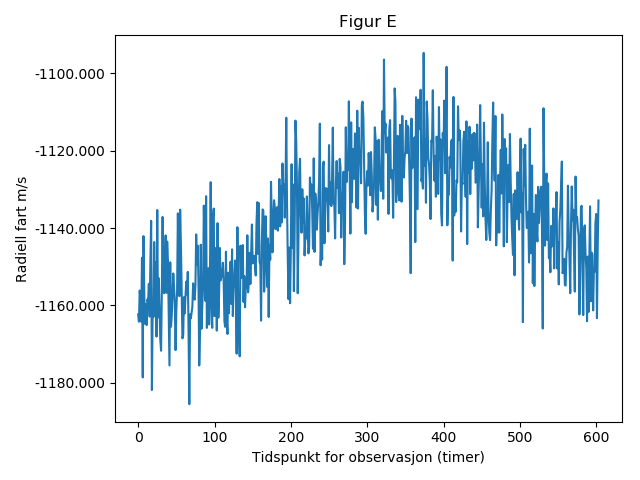 Figur E
Radiell fart m/s
-1100.000
-1120.000
-1140.000
-1160.000
-1180.000
0 100 200 300 400 500 600
Tidspunkt for observasjon (timer)